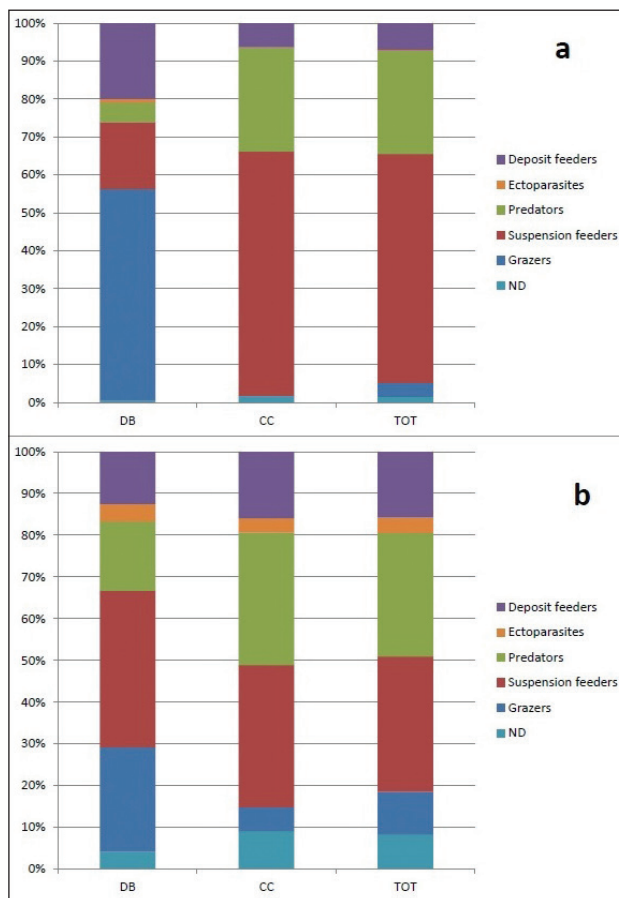 100%
90%
80%
70%
60%
50%
40%
30%
20%
10%
0%
DB CC TOT
a
Deposit feeders
Ectoparasites
Predators
Suspension feeders
Grazers
ND
100%
90%
80%
70%
60%
50%
40%
30%
20%
10%
0%
DB CC TOT
b
Deposit feeders
Ectoparasites
Predators
Suspension feeders
Grazers
ND